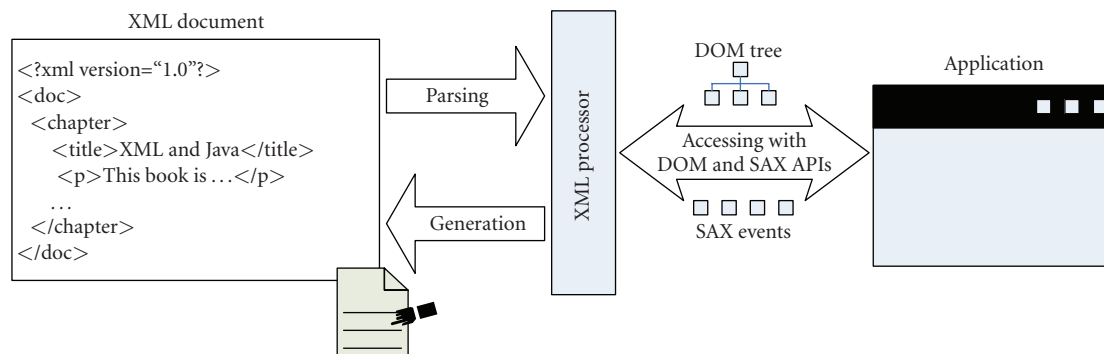 XML document
<?xml version=“1.0”?>
<doc>
<chapter>
<title>XML and Java</title>
<p>This book is ...</p>
...
</chapter>
</doc>
Parsing
Generation
XML processor
DOM tree
Accessing with
DOM and SAX APIs
SAX events
Application